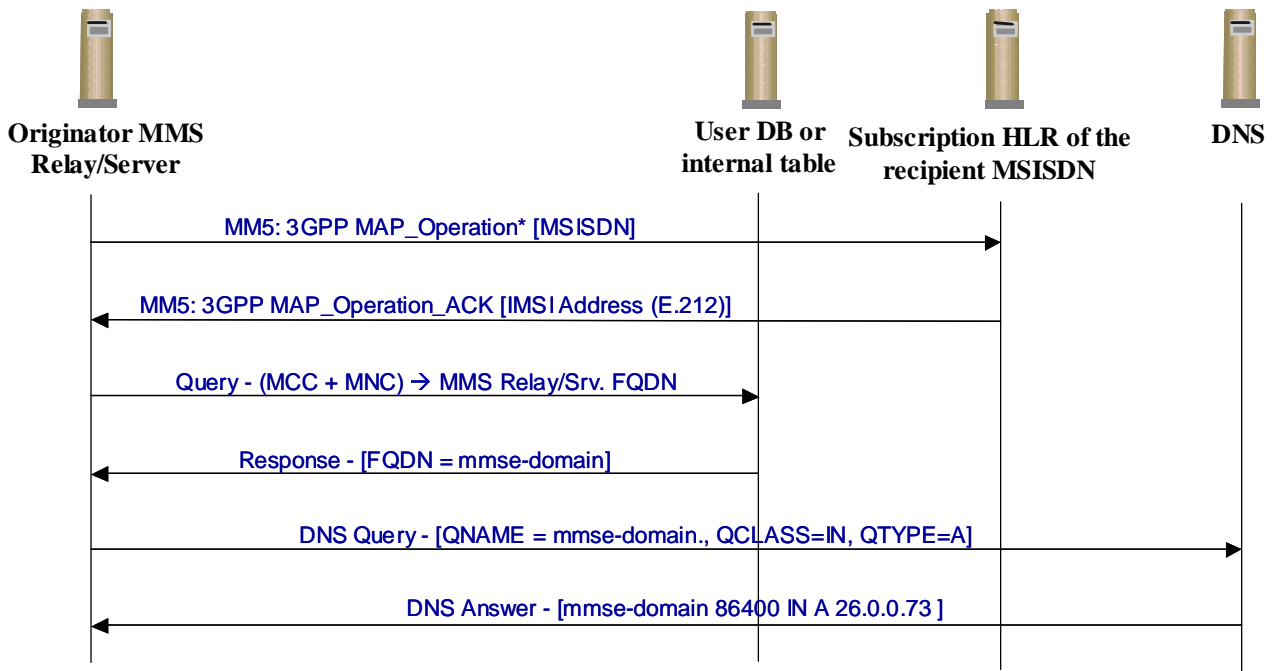 Originator MMS
Relay/Server
User DB or
internal table
Subscription HLR of the
recipient MSISDN
DNS
MM5: 3GPP MAP_Operation* [MSISDN]
MM5: 3GPP MAP_Operation_ACK [IMSI Address (E.212)]
Query - (MCC + MNC) → MMS Relay/Srv. FQDN
Response - [FQDN = mmse-domain]
DNS Query - [QNAME = mmse-domain., QCLASS=IN, QTYPE=A]
DNS Answer - [mmse-domain 86400 IN A 26.0.0.73 ]